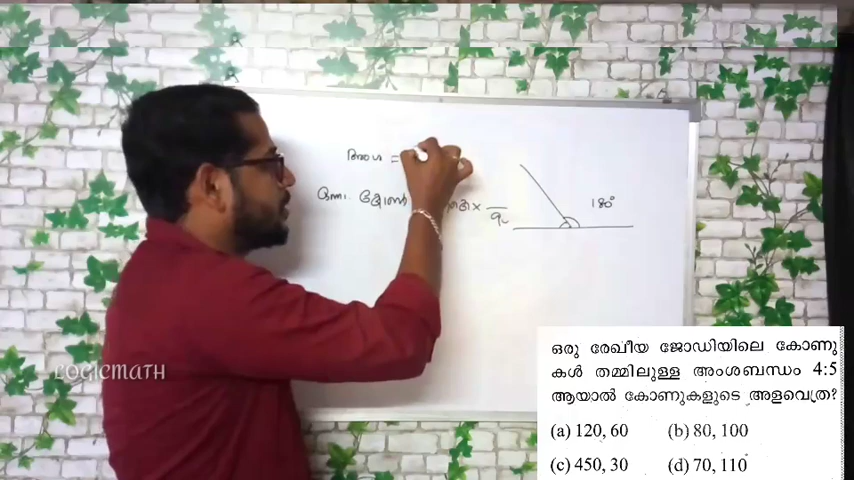 അംശ =
ഒന്നാം കോൺ
180°
LOGICMATH
ഒരു രേഖീയ ജോഡിയിലെ കോണു
കൾ തമ്മിലുള്ള അംശബന്ധം 4:5
ആയാൽ കോണുകളുടെ അളവെത്ര?
(a) 120, 60 (b) 80, 100
(c) 450, 30 (d) 70, 110